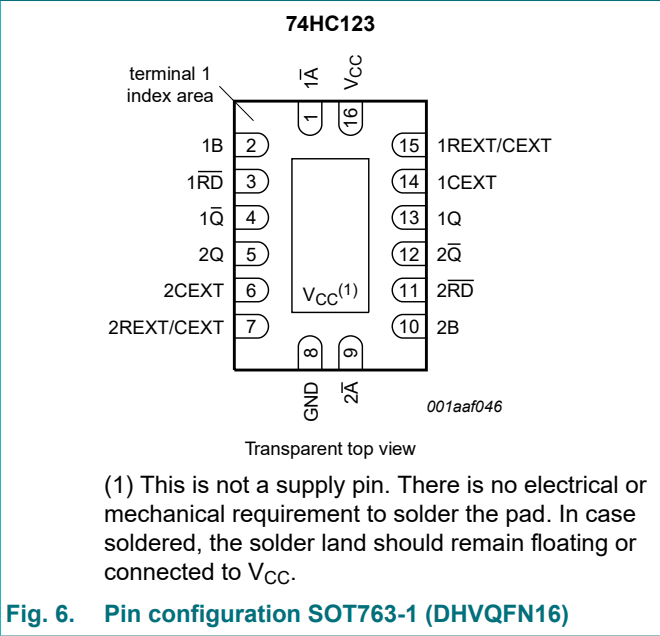 74HC123
terminal 1
index area
1A̅
VCC
1
16
1B 2
15 1REXT/CEXT
1R̅D̅ 3
14 1CEXT
1Q̅ 4
13 1Q
2Q 5
12 2Q̅
2CEXT 6
VCC(1)
11 2R̅D̅
2REXT/CEXT 7
10 2B
8
9
GND
2A̅
001aaf046
Transparent top view
(1) This is not a supply pin. There is no electrical or
mechanical requirement to solder the pad. In case
soldered, the solder land should remain floating or
connected to VCC.
Fig. 6. Pin configuration SOT763-1 (DHVQFN16)